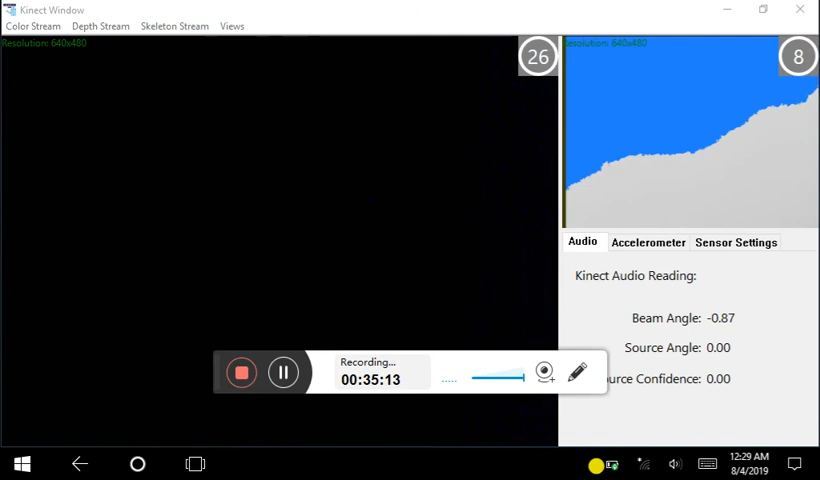 Kinect Window
Color Stream Depth Stream Skeleton Stream Views
Resolution: 640x480
26
Resolution: 640x480
8
Audio Accelerometer Sensor Settings
Kinect Audio Reading:
Beam Angle: -0.87
Source Angle: 0.00
ource Confidence: 0.00
Recording...
00:35:13
12:29 AM
8/4/2019